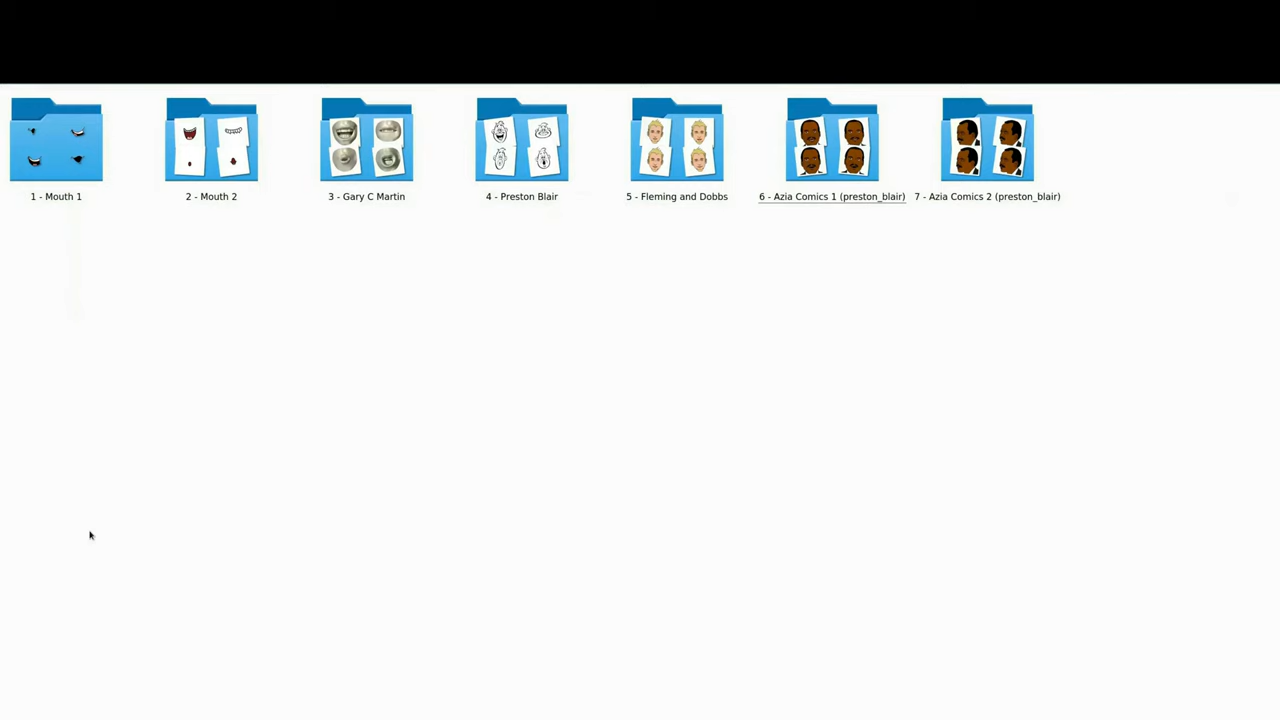 1 - Mouth 1
2 - Mouth 2
3 - Gary C Martin
4 - Preston Blair
5 - Fleming and Dobbs
6 - Azia Comics 1 (preston_blair)
7 - Azia Comics 2 (preston_blair)